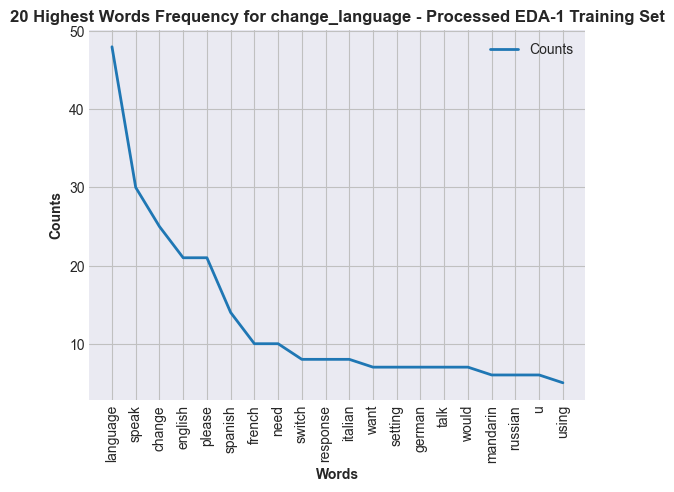 20 Highest Words Frequency for change_language - Processed EDA-1 Training Set
Counts
50
40
30
20
10
Counts
language
speak
change
english
please
spanish
french
need
switch
response
italian
want
setting
german
talk
would
mandarin
russian
u
using
Words